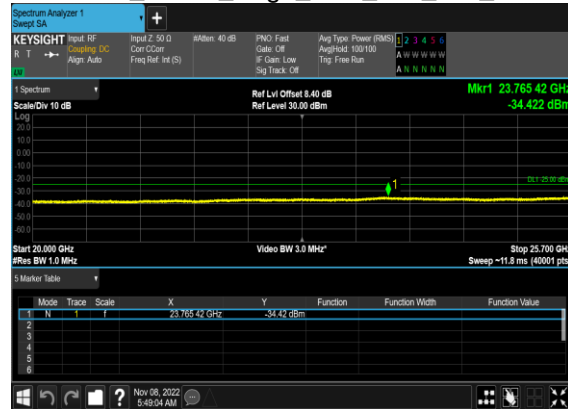 Spectrum Analyzer 1
Swept SA
KEYSIGHT Input: RF Input Z: 50 Ω #Atten: 40 dB PNO: Fast Avg Type: Power (RMS) 1 2 3 4 5 6
R T Coupling: DC Corr CCorr Gate: Off Avg|Hold: 100/100 A W W W W W
Align: Auto Freq Ref: Int (S) IF Gain: Low Trig: Free Run
Sig Track: Off A N N N N N
LW
1 Spectrum Ref Lvl Offset 8.40 dB Mkr1 23.765 42 GHz
Scale/Div 10 dB Ref Level 30.00 dBm -34.422 dBm
Log
20.0
10.0
0.00
-10.0
-20.0 DL1 -25.00 dBm
1
-30.0
-40.0
-50.0
-60.0
Start 20.000 GHz Video BW 3.0 MHz* Stop 25.700 GHz
#Res BW 1.0 MHz Sweep ~11.8 ms (40001 pts
5 Marker Table
Mode Trace Scale X Y Function Function Width Function Value
1 N 1 f 23.765 42 GHz -34.42 dBm
2
3
4
5
6
? Nov 08, 2022
5:49:04 AM